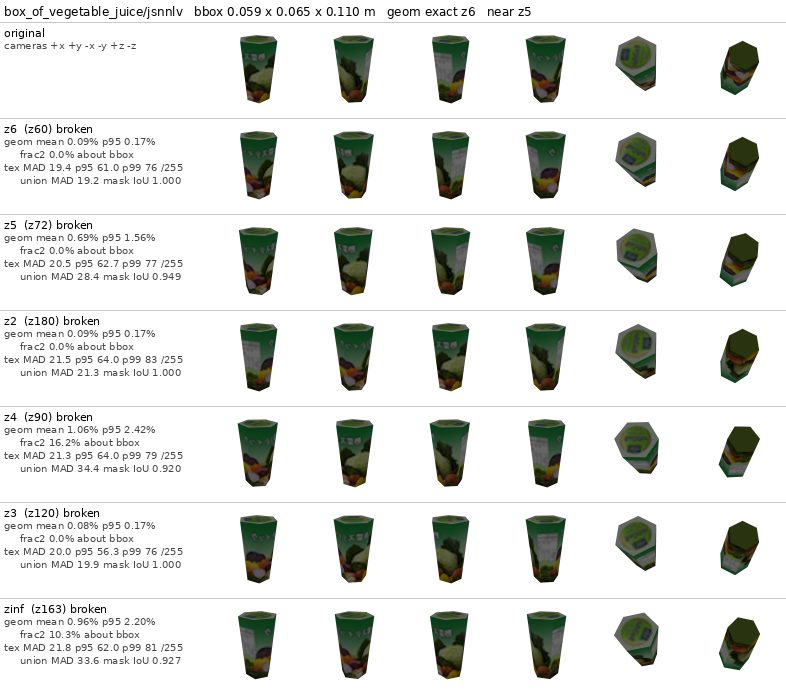 box_of_vegetable_juice/jsnnlv bbox 0.059 x 0.065 x 0.110 m geom exact z6 near z5
original
cameras +x +y -x -y +z -z
z6 (z60) broken
geom mean 0.09% p95 0.17%
frac2 0.0% about bbox
tex MAD 19.4 p95 61.0 p99 76 /255
union MAD 19.2 mask IoU 1.000
z5 (z72) broken
geom mean 0.69% p95 1.56%
frac2 0.0% about bbox
tex MAD 20.5 p95 62.7 p99 77 /255
union MAD 28.4 mask IoU 0.949
z2 (z180) broken
geom mean 0.09% p95 0.17%
frac2 0.0% about bbox
tex MAD 21.5 p95 64.0 p99 83 /255
union MAD 21.3 mask IoU 1.000
z4 (z90) broken
geom mean 1.06% p95 2.42%
frac2 16.2% about bbox
tex MAD 21.3 p95 64.0 p99 79 /255
union MAD 34.4 mask IoU 0.920
z3 (z120) broken
geom mean 0.08% p95 0.17%
frac2 0.0% about bbox
tex MAD 20.0 p95 56.3 p99 76 /255
union MAD 19.9 mask IoU 1.000
zinf (z163) broken
geom mean 0.96% p95 2.20%
frac2 10.3% about bbox
tex MAD 21.8 p95 62.0 p99 81 /255
union MAD 33.6 mask IoU 0.927